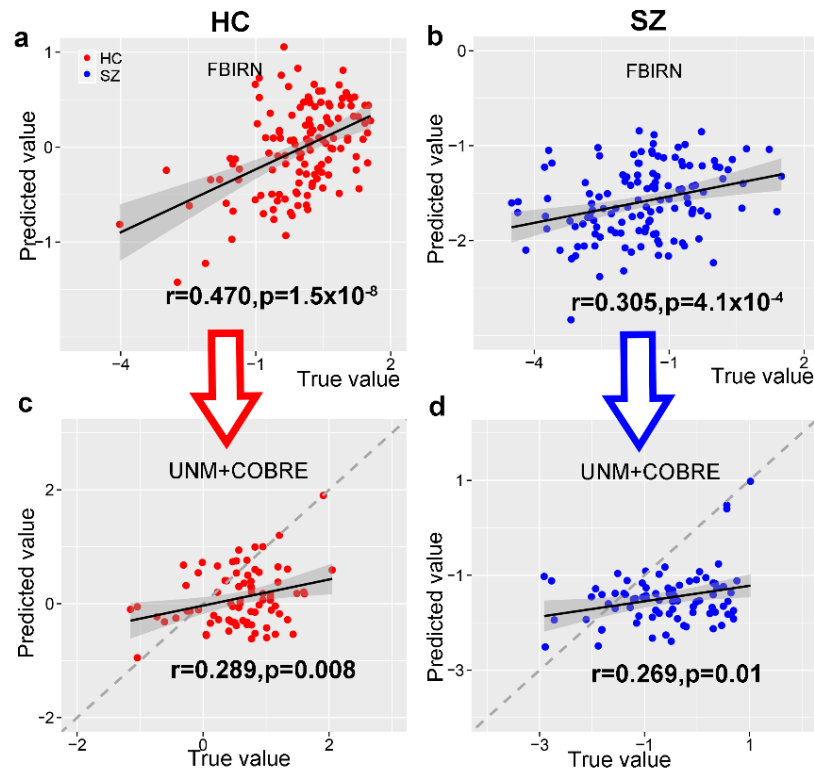 HC
SZ
a
HC
SZ
FBIRN
1
0
−1
−4
−1
2
Predicted value
True value
r=0.470,p=1.5x10⁻⁸
b
FBIRN
0
−1
−2
−4
−1
2
Predicted value
True value
r=0.305,p=4.1x10⁻⁴
c
UNM+COBRE
2
0
−2
−2
0
2
Predicted value
True value
r=0.289,p=0.008
d
UNM+COBRE
1
−1
−3
−3
−1
1
Predicted value
True value
r=0.269,p=0.01